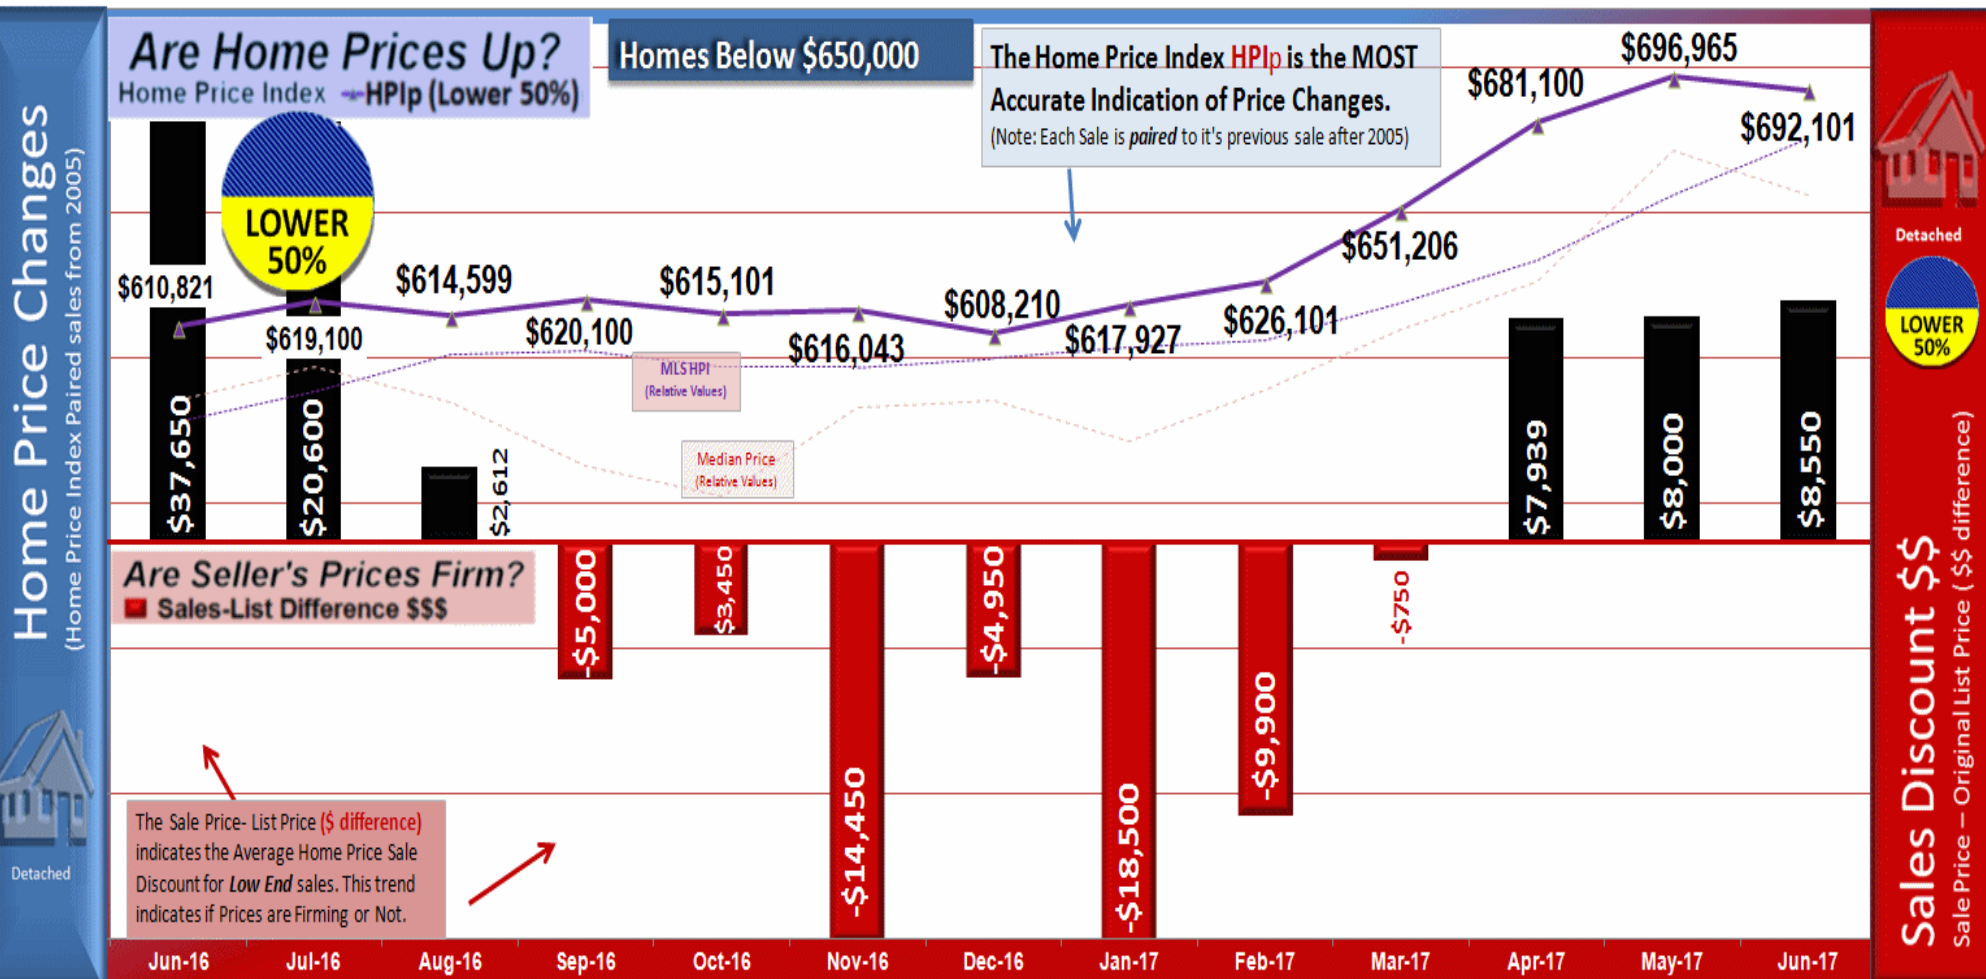 Are Home Prices Up?
Home Price Index HPIp (Lower 50%)
Homes Below $650,000
The Home Price Index HPIp is the MOST
Accurate Indication of Price Changes.
(Note: Each Sale is paired to it's previous sale after 2005)
Home Price Changes
(Home Price Index Paired sales from 2005)
Detached
LOWER
50%
$610,821
$619,100
$614,599
$620,100
$615,101
$616,043
$608,210
$617,927
$626,101
$651,206
$681,100
$696,965
$692,101
MLS HPI
(Relative Values)
Median Price
(Relative Values)
$37,650
$20,600
$2,612
-$5,000
$3,450
-$14,450
-$4,950
-$18,500
-$9,900
-$750
$7,939
$8,000
$8,550
Are Seller's Prices Firm?
Sales-List Difference $$$
The Sale Price- List Price ($ difference)
indicates the Average Home Price Sale
Discount for Low End sales. This trend
indicates if Prices are Firming or Not.
Detached
LOWER
50%
Sales Discount $$
Sale Price – Original List Price ( $$ difference)
Jun-16 Jul-16 Aug-16 Sep-16 Oct-16 Nov-16 Dec-16 Jan-17 Feb-17 Mar-17 Apr-17 May-17 Jun-17